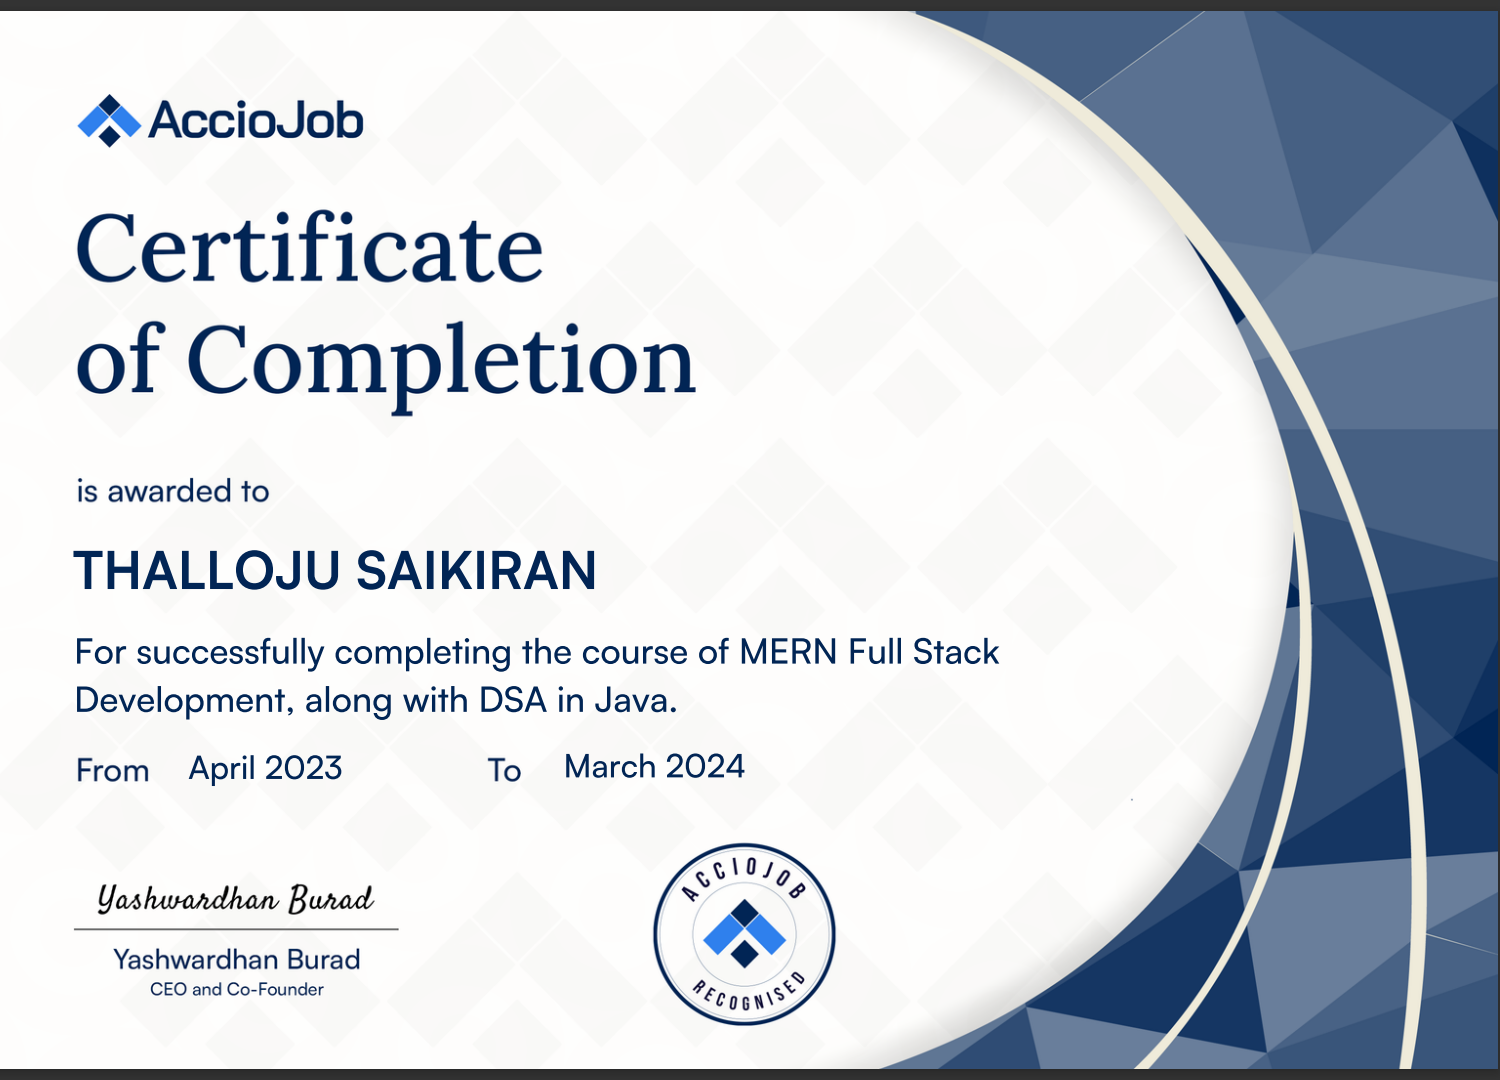 AccioJob
Certificate
of Completion
is awarded to
THALLOJU SAIKIRAN
For successfully completing the course of MERN Full Stack
Development, along with DSA in Java.
From April 2023 To March 2024
Yashwardhan Burad
Yashwardhan Burad
CEO and Co-Founder
ACCIOJOB
RECOGNISED